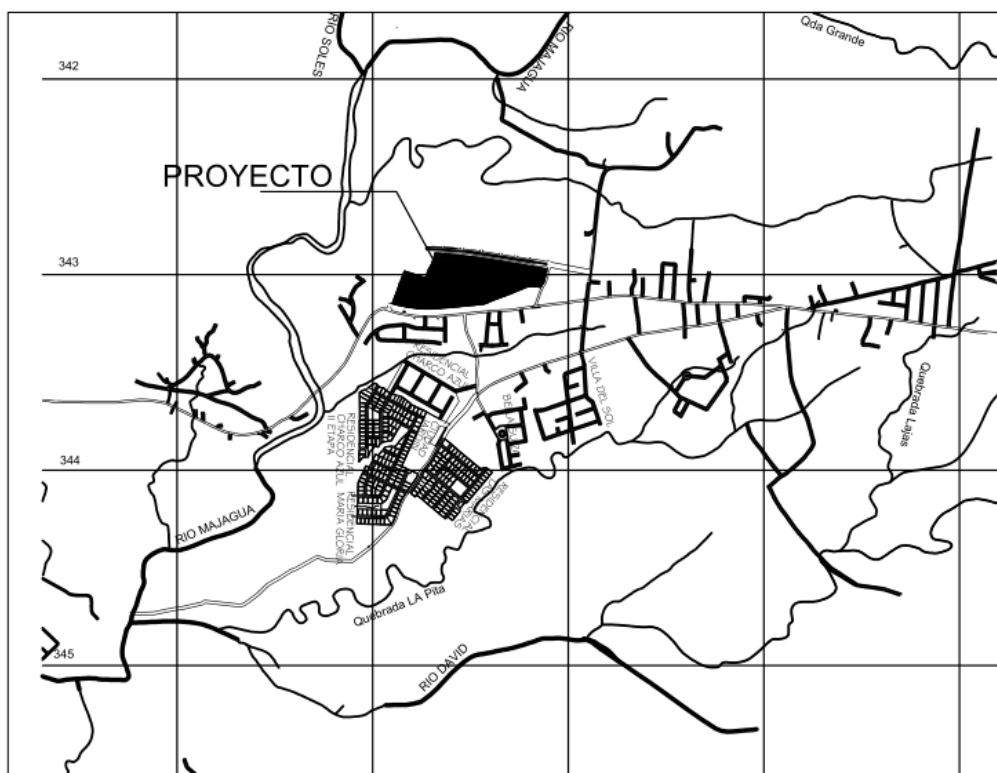 Qda Grande
RIO SOLES
RIO MAJAGUA
342
PROYECTO
343
RESIDENCIAL
CHARCO AZUL
VILLA DEL SOL
Quebrada Lajas
RESIDENCIAL
CHARCO AZUL
II ETAPA
344
RESIDENCIAL
MARIA GLORIA
RIO MAJAGUA
Quebrada LA Pita
345
RIO DAVID